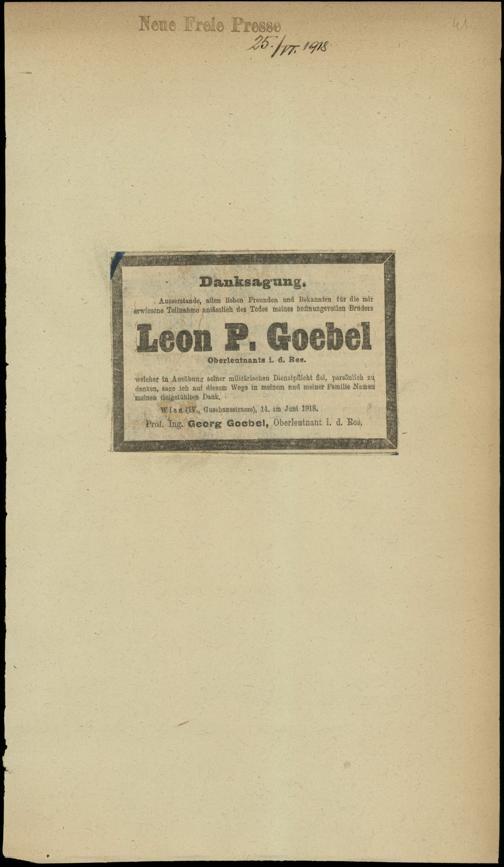 Neue Freie Presse
25./VI. 1918
41
Danksagung.
Ausserstande, allen lieben Freunden und Bekannten für die mir
erwiesene Teilnahme anlässlich des Todes meines hoffnungsvollen Bruders
Leon P. Goebel
Oberleutnants i. d. Res.
welcher in Ausübung seiner militärischen Dienstpflicht fiel, persönlich zu
danken, sage ich auf diesem Wege in meinem und meiner Familie Namen
meinen tiefgefühlten Dank.
Wien (IV., Gusshausstrasse), im Juni 1918.
Prof. Ing. Georg Goebel, Oberleutnant i. d. Res.